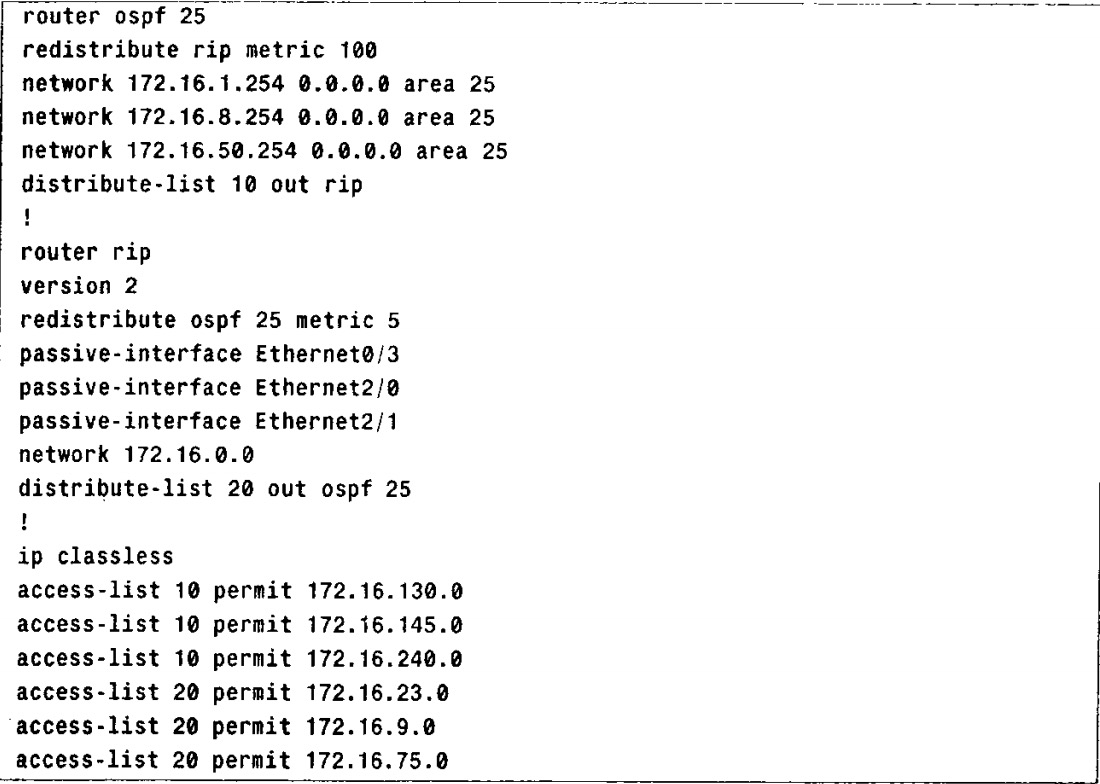 router ospf 25
redistribute rip metric 100
network 172.16.1.254 0.0.0.0 area 25
network 172.16.8.254 0.0.0.0 area 25
network 172.16.50.254 0.0.0.0 area 25
distribute-list 10 out rip
!
router rip
version 2
redistribute ospf 25 metric 5
passive-interface Ethernet0/3
passive-interface Ethernet2/0
passive-interface Ethernet2/1
network 172.16.0.0
distribute-list 20 out ospf 25
!
ip classless
access-list 10 permit 172.16.130.0
access-list 10 permit 172.16.145.0
access-list 10 permit 172.16.240.0
access-list 20 permit 172.16.23.0
access-list 20 permit 172.16.9.0
access-list 20 permit 172.16.75.0